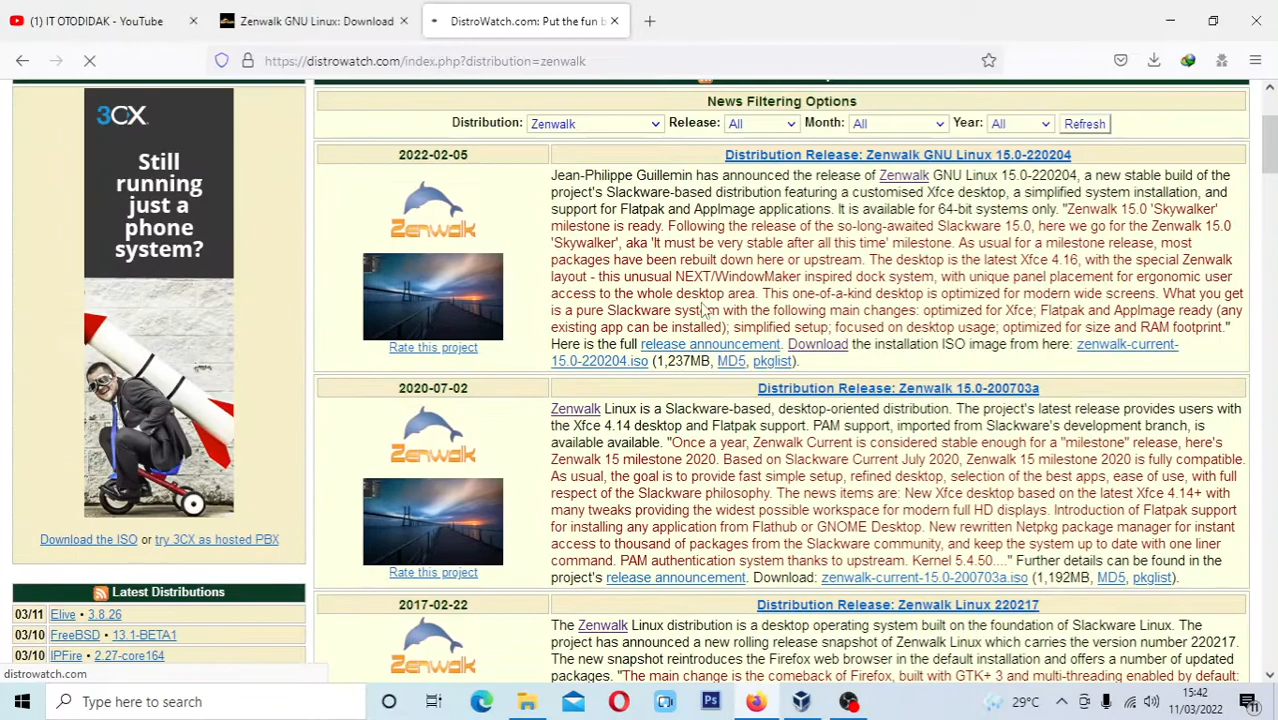 (1) IT OTODIDAK - YouTube
Zenwalk GNU Linux: Download
DistroWatch.com: Put the fun b
https://distrowatch.com/index.php?distribution=zenwalk
3CX
Still
running
just a
phone
system?
Download the ISO or try 3CX as hosted PBX
Latest Distributions
03/11 Elive • 3.8.26
03/10 FreeBSD • 13.1-BETA1
03/10 IPFire • 2.27-core164
News Filtering Options
Distribution: Zenwalk Release: All Month: All Year: All Refresh
2022-02-05 Distribution Release: Zenwalk GNU Linux 15.0-220204
zenwalk
Rate this project
Jean-Philippe Guillemin has announced the release of Zenwalk GNU Linux 15.0-220204, a new stable build of the
project's Slackware-based distribution featuring a customised Xfce desktop, a simplified system installation, and
support for Flatpak and AppImage applications. It is available for 64-bit systems only. "Zenwalk 15.0 'Skywalker'
milestone is ready. Following the release of the so-long-awaited Slackware 15.0, here we go for the Zenwalk 15.0
'Skywalker', aka 'It must be very stable after all this time' milestone. As usual for a milestone release, most
packages have been rebuilt down here or upstream. The desktop is the latest Xfce 4.16, with the special Zenwalk
layout - this unusual NEXT/WindowMaker inspired dock system, with unique panel placement for ergonomic user
access to the whole desktop area. This one-of-a-kind desktop is optimized for modern wide screens. What you get
is a pure Slackware system with the following main changes: optimized for Xfce; Flatpak and AppImage ready (any
existing app can be installed); simplified setup; focused on desktop usage; optimized for size and RAM footprint."
Here is the full release announcement. Download the installation ISO image from here: zenwalk-current-
15.0-220204.iso (1,237MB, MD5, pkglist).
2020-07-02 Distribution Release: Zenwalk 15.0-200703a
zenwalk
Rate this project
Zenwalk Linux is a Slackware-based, desktop-oriented distribution. The project's latest release provides users with
the Xfce 4.14 desktop and Flatpak support. PAM support, imported from Slackware's development branch, is
available available. "Once a year, Zenwalk Current is considered stable enough for a "milestone" release, here's
Zenwalk 15 milestone 2020. Based on Slackware Current July 2020, Zenwalk 15 milestone 2020 is fully compatible.
As usual, the goal is to provide fast simple setup, refined desktop, selection of the best apps, ease of use, with full
respect of the Slackware philosophy. The news items are: New Xfce desktop based on the latest Xfce 4.14+ with
many tweaks providing the widest possible workspace for modern full HD displays. Introduction of Flatpak support
for installing any application from Flathub or GNOME Desktop. New rewritten Netpkg package manager for instant
access to thousand of packages from the Slackware community, and keep the system up to date with one liner
command. PAM authentication system thanks to upstream. Kernel 5.4.50...." Further details can be found in the
project's release announcement. Download: zenwalk-current-15.0-200703a.iso (1,192MB, MD5, pkglist).
2017-02-22 Distribution Release: Zenwalk Linux 220217
zenwalk
The Zenwalk Linux distribution is a desktop operating system built on the foundation of Slackware Linux. The
project has announced a new rolling release snapshot of Zenwalk Linux which carries the version number 220217.
The new snapshot reintroduces the Firefox web browser in the default installation and offers a number of updated
packages: "The main change is the comeback of Firefox, built with GTK+ 3 and multi-threading enabled by default:
distrowatch.com
Type here to search
Ps
29°C
15:42
11/03/2022
11